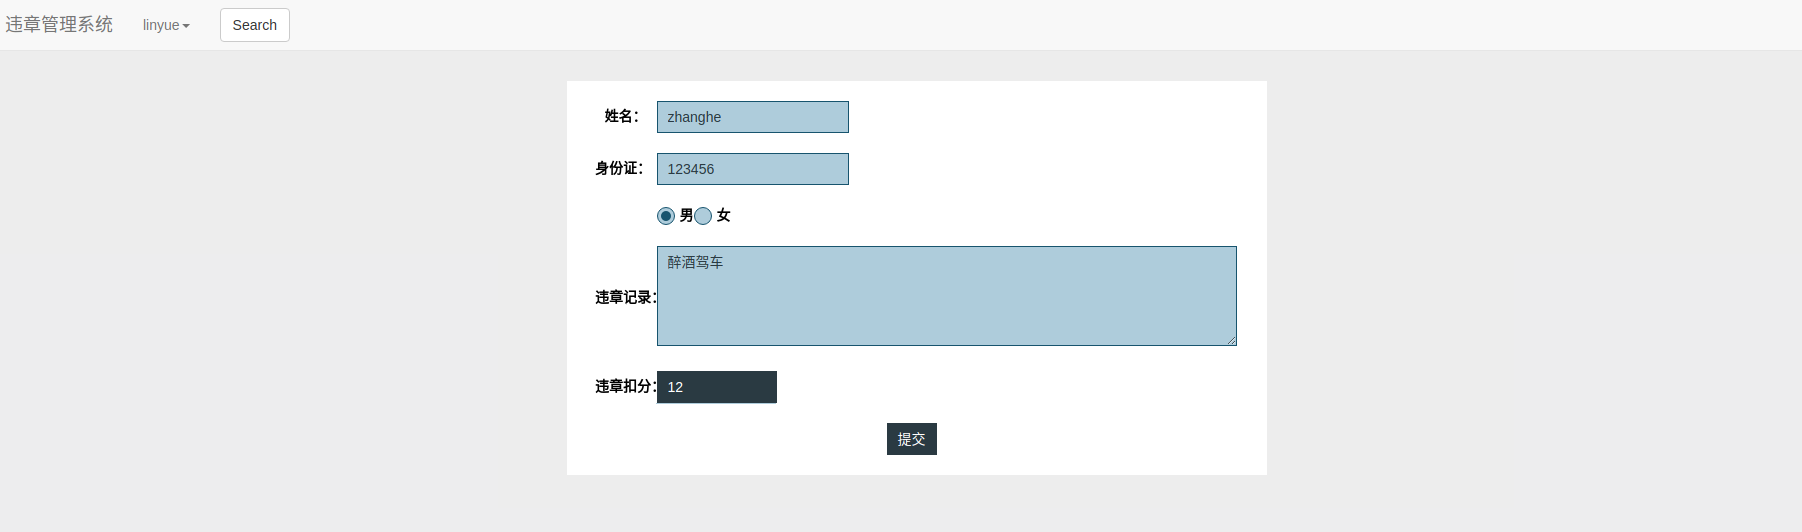 违章管理系统 linyue Search
姓名： zhanghe
身份证： 123456
男 女
违章记录： 醉酒驾车
违章扣分： 12
提交